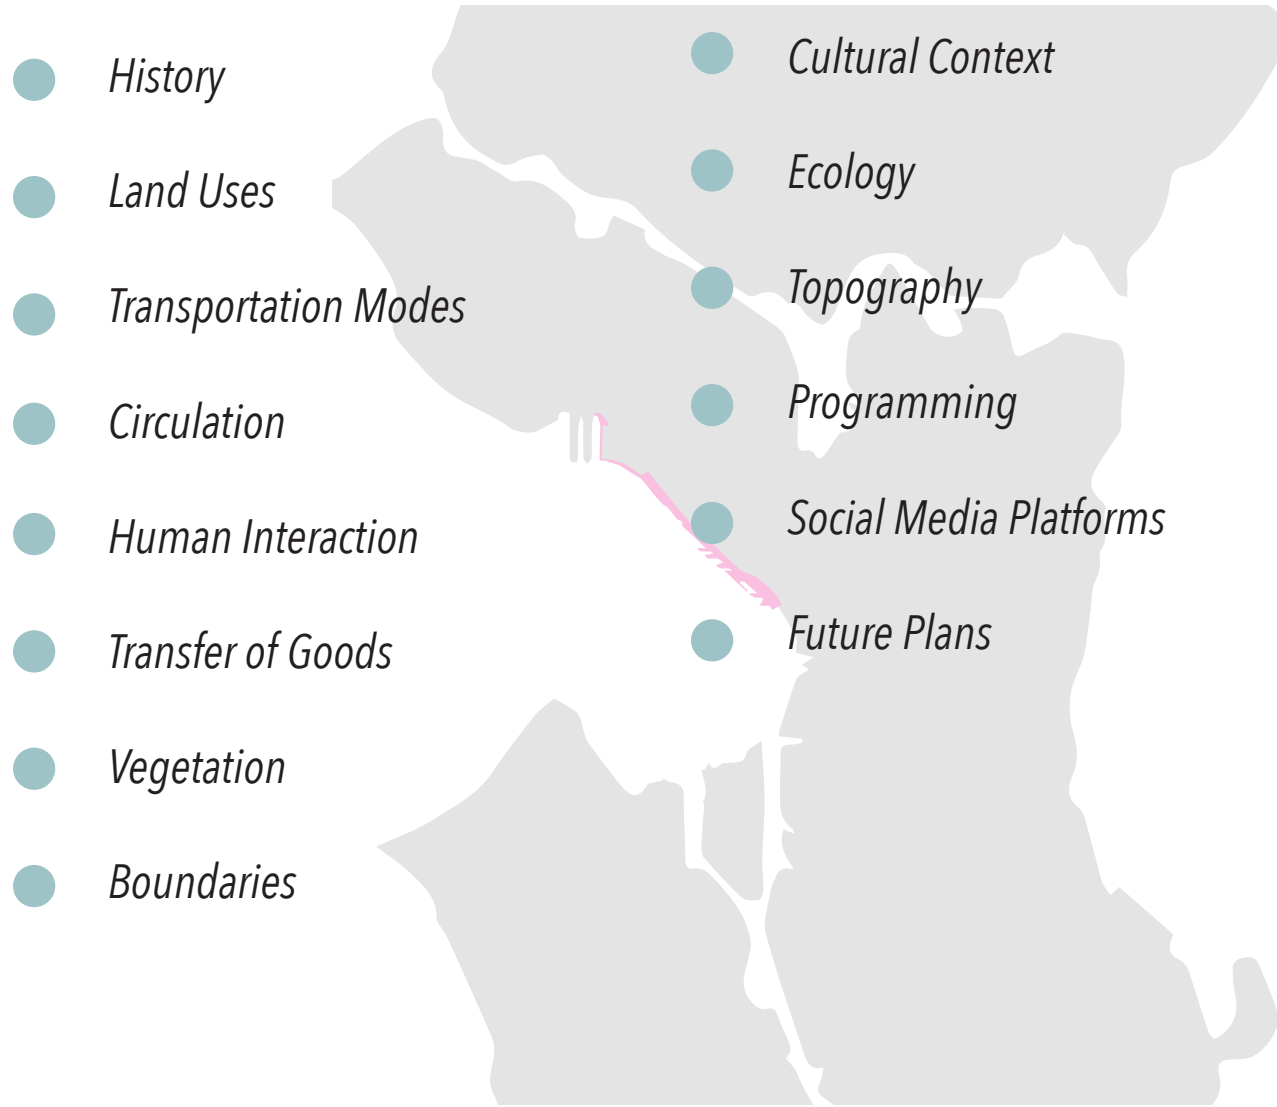 History
Land Uses
Transportation Modes
Circulation
Human Interaction
Transfer of Goods
Vegetation
Boundaries
Cultural Context
Ecology
Topography
Programming
Social Media Platforms
Future Plans